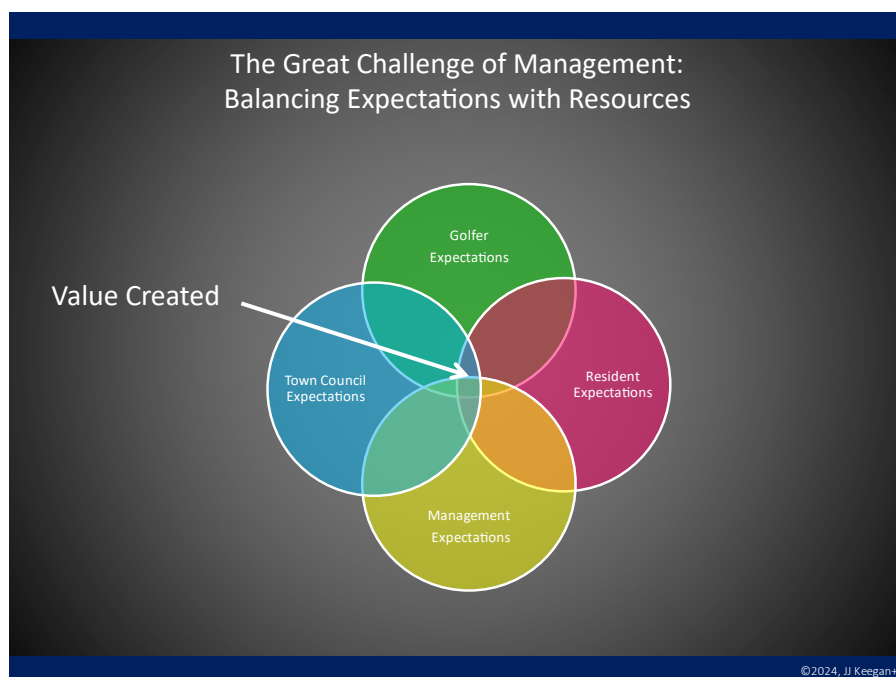 The Great Challenge of Management:
Balancing Expectations with Resources
Golfer
Expectations
Value Created
Town Council
Expectations
Resident
Expectations
Management
Expectations
©2024, JJ Keegan+